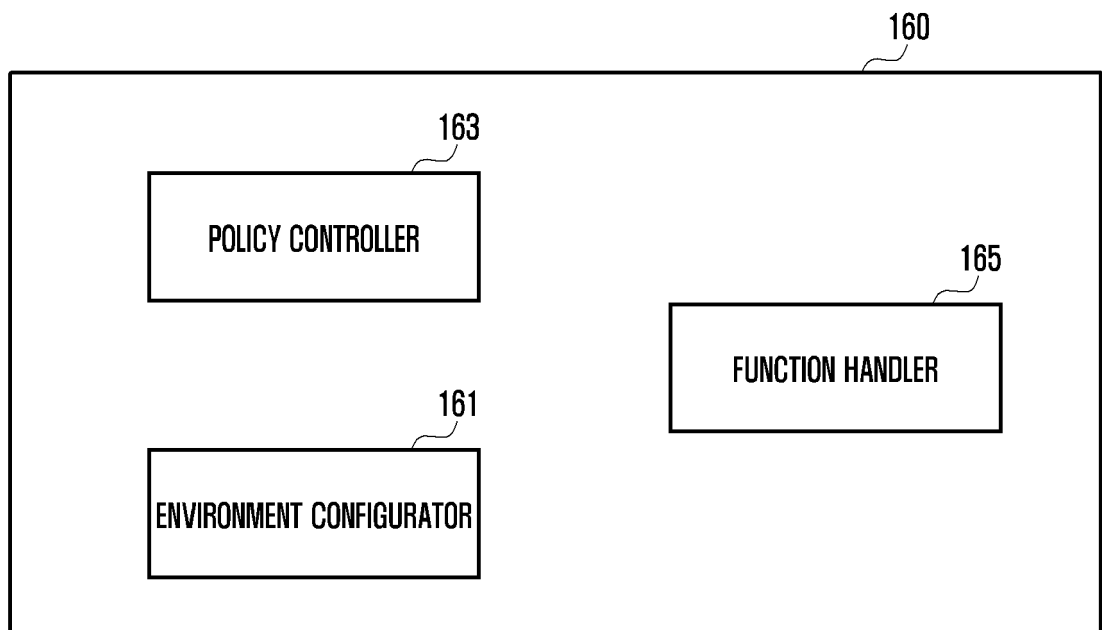 160
163
POLICY CONTROLLER
165
FUNCTION HANDLER
161
ENVIRONMENT CONFIGURATOR